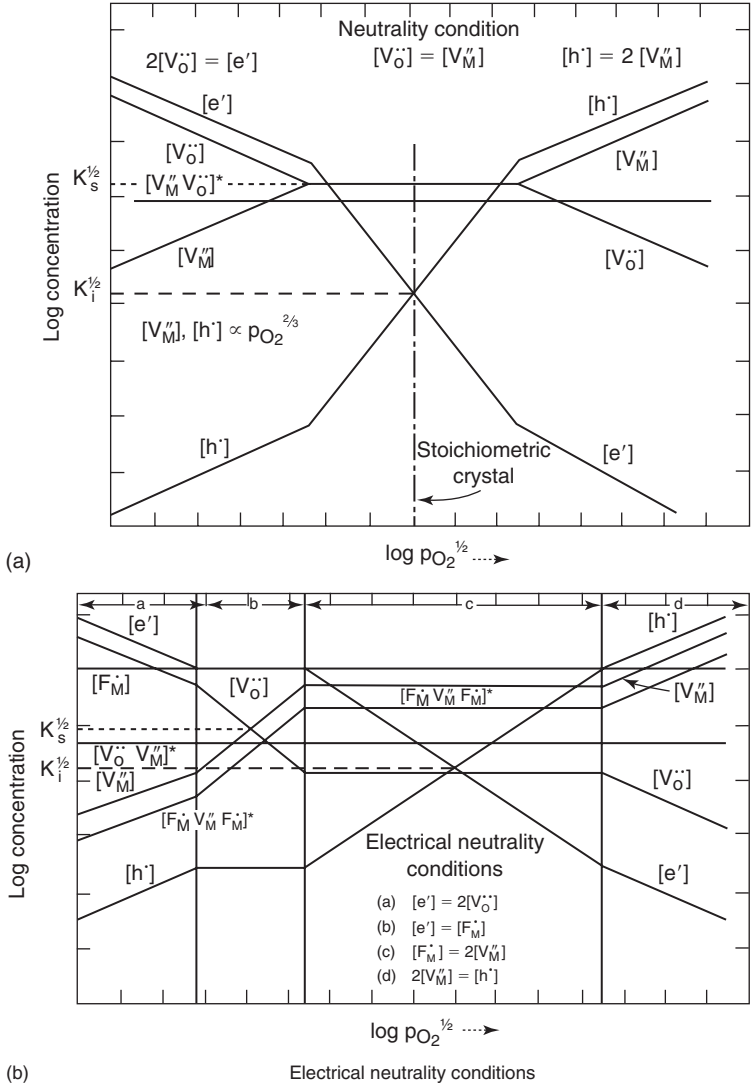 Neutrality condition
2[V_O^··] = [e′] [V_O^··] = [V_M″] [h^·] = 2 [V_M″]
[e′] [h^·]
[V_O^··] [V_M″]
K_s^½ [V_M″ V_O^··]*
[V_M″] [V_O^··]
K_i^½
[V_M″], [h^·] ∝ p_O2^⅔
[h^·] [e′]
Stoichiometric
crystal
Log concentration
log p_O2^½
(a)
a b c d
[e′] [h^·]
[F_M^·] [V_O^··] [F_M^· V_M″ F_M^·]* [V_M″]
K_s^½
[V_O^·· V_M″]*
K_i^½
[V_M″] [V_O^··]
[F_M^· V_M″ F_M^·]*
[h^·] [e′]
Electrical neutrality
conditions
(a) [e′] = 2[V_O^··]
(b) [e′] = [F_M^·]
(c) [F_M^·] = 2[V_M″]
(d) 2[V_M″] = [h^·]
Log concentration
log p_O2^½
(b) Electrical neutrality conditions